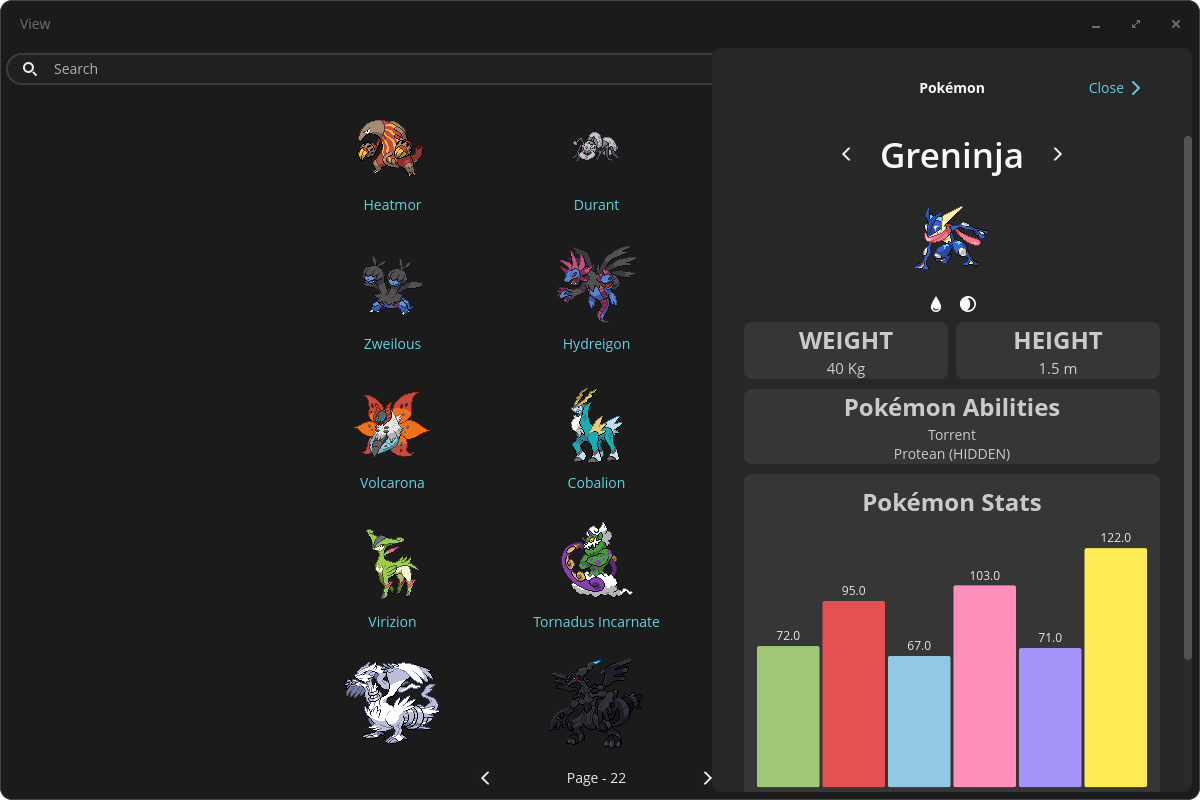 View
Search
Heatmor
Durant
Zweilous
Hydreigon
Volcarona
Cobalion
Virizion
Tornadus Incarnate
Page - 22
Pokémon
Close
Greninja
WEIGHT
40 Kg
HEIGHT
1.5 m
Pokémon Abilities
Torrent
Protean (HIDDEN)
Pokémon Stats
72.0
95.0
67.0
103.0
71.0
122.0